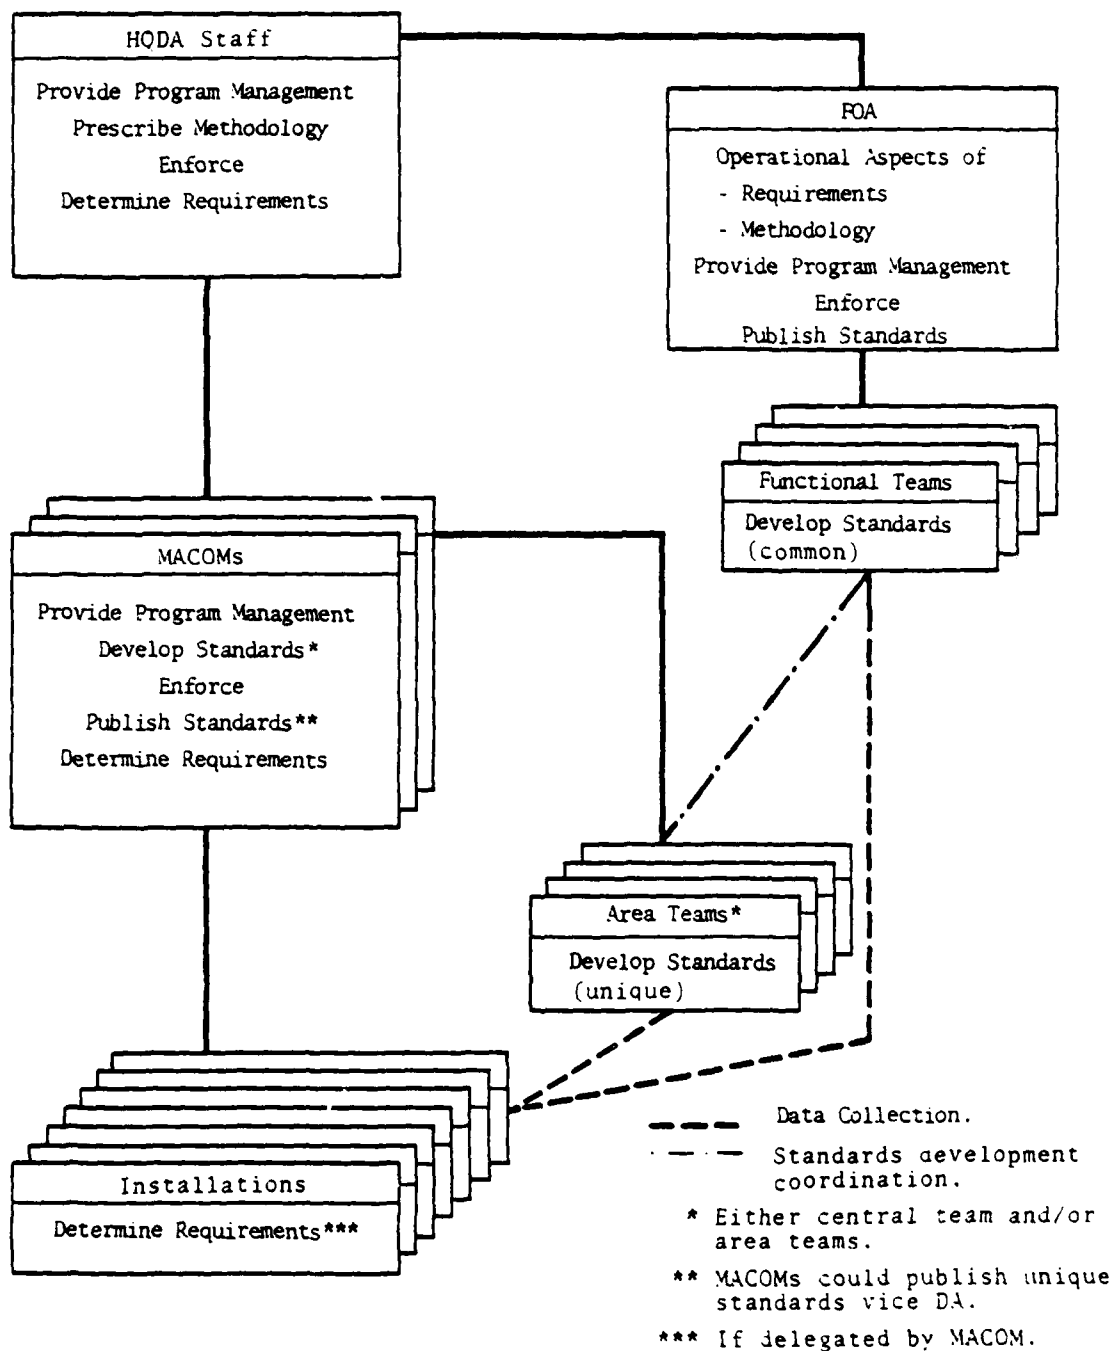 HQDA Staff
Provide Program Management
Prescribe Methodology
Enforce
Determine Requirements
FOA
Operational Aspects of
- Requirements
- Methodology
Provide Program Management
Enforce
Publish Standards
Functional Teams
Develop Standards
(common)
MACOMs
Provide Program Management
Develop Standards*
Enforce
Publish Standards**
Determine Requirements
Area Teams*
Develop Standards
(unique)
Installations
Determine Requirements***
Data Collection.
Standards development
coordination.
* Either central team and/or
area teams.
** MACOMs could publish unique
standards vice DA.
*** If delegated by MACOM.